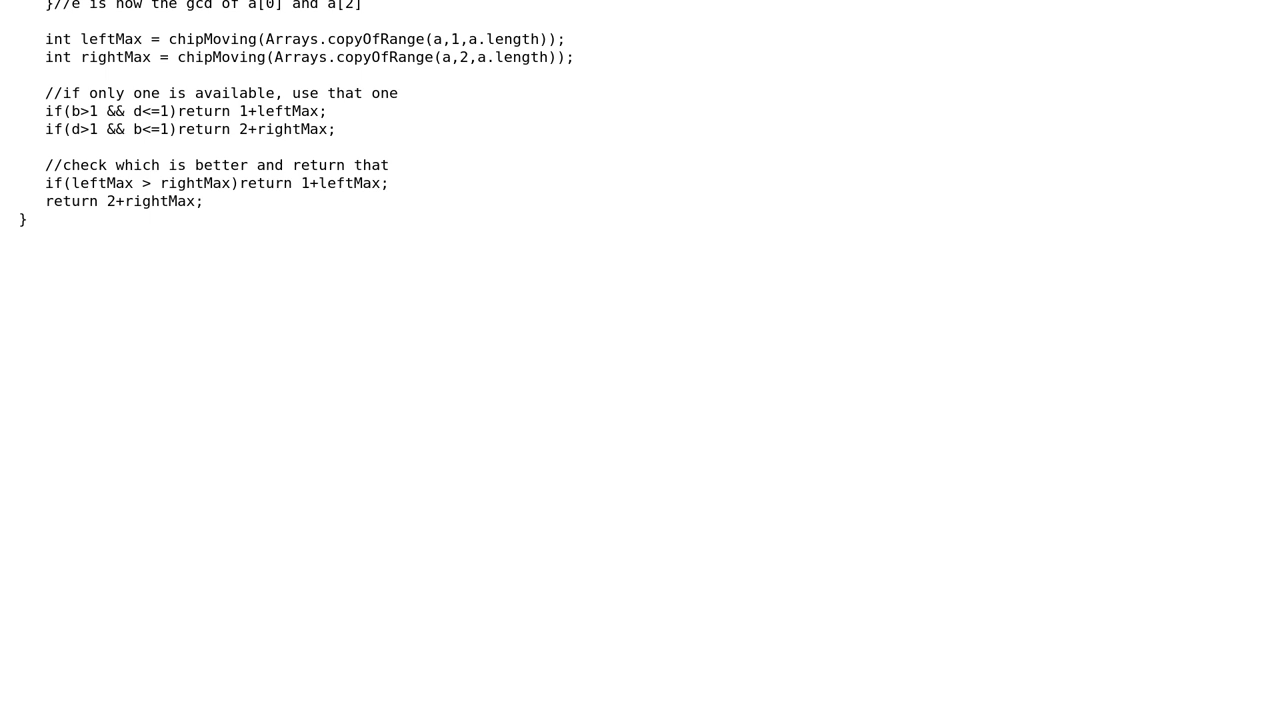 }//e is now the gcd of a[0] and a[2]
int leftMax = chipMoving(Arrays.copyOfRange(a,1,a.length));
int rightMax = chipMoving(Arrays.copyOfRange(a,2,a.length));
//if only one is available, use that one
if(b>1 && d<=1)return 1+leftMax;
if(d>1 && b<=1)return 2+rightMax;
//check which is better and return that
if(leftMax > rightMax)return 1+leftMax;
return 2+rightMax;
}